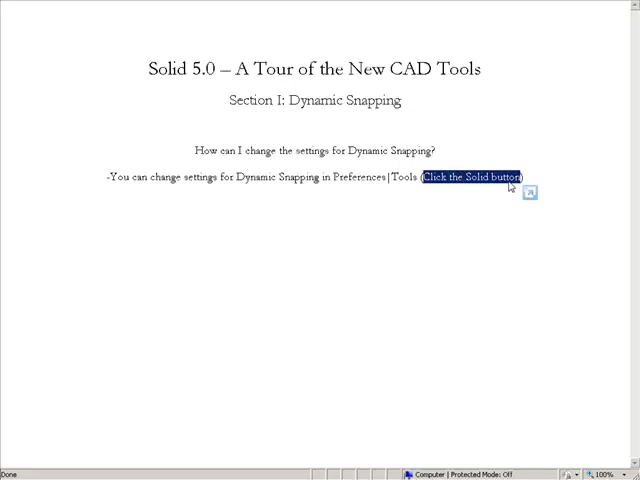 Solid 5.0 – A Tour of the New CAD Tools
Section I: Dynamic Snapping
How can I change the settings for Dynamic Snapping?
-You can change settings for Dynamic Snapping in Preferences|Tools (Click the Solid button)
Done
Computer | Protected Mode: Off
100%